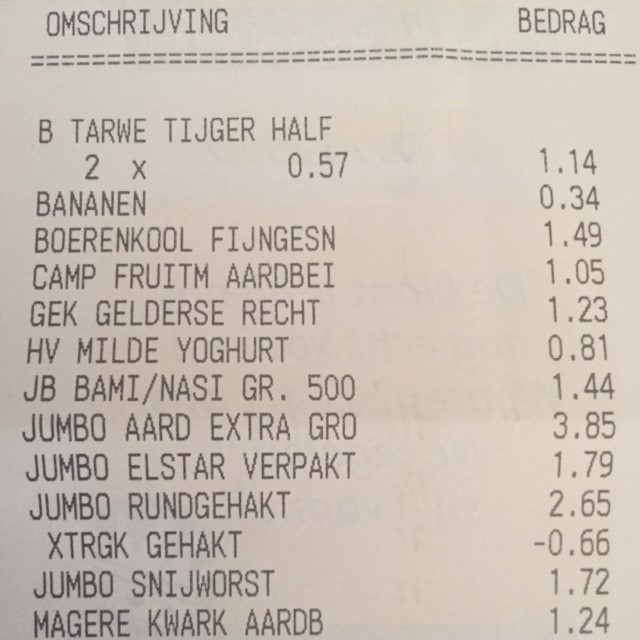 OMSCHRIJVING BEDRAG
================================================
B TARWE TIJGER HALF
2 x 0.57 1.14
BANANEN 0.34
BOERENKOOL FIJNGESN 1.49
CAMP FRUITM AARDBEI 1.05
GEK GELDERSE RECHT 1.23
HV MILDE YOGHURT 0.81
JB BAMI/NASI GR. 500 1.44
JUMBO AARD EXTRA GRO 3.85
JUMBO ELSTAR VERPAKT 1.79
JUMBO RUNDGEHAKT 2.65
XTRGK GEHAKT -0.66
JUMBO SNIJWORST 1.72
MAGERE KWARK AARDB 1.24